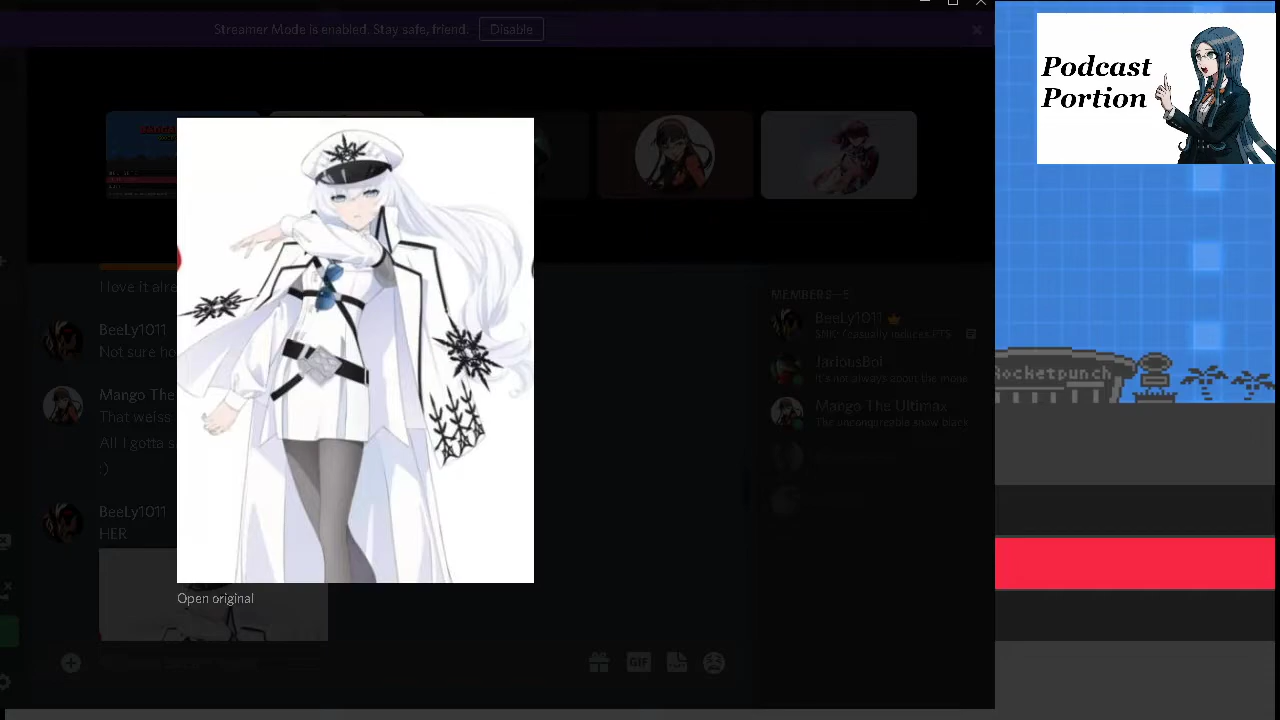 Streamer Mode is enabled. Stay safe, friend.
Disable
Podcast
Portion
I love it alre
BeeLy1011
Not sure ho
Mango The
That weiss
All I gotta s
:)
BeeLy1011
HER
Open original
GIF
MEMBERS—5
BeeLy1011
JariousBoi
It's not always about the mone
Mango The Ultimax
Rocketpunch